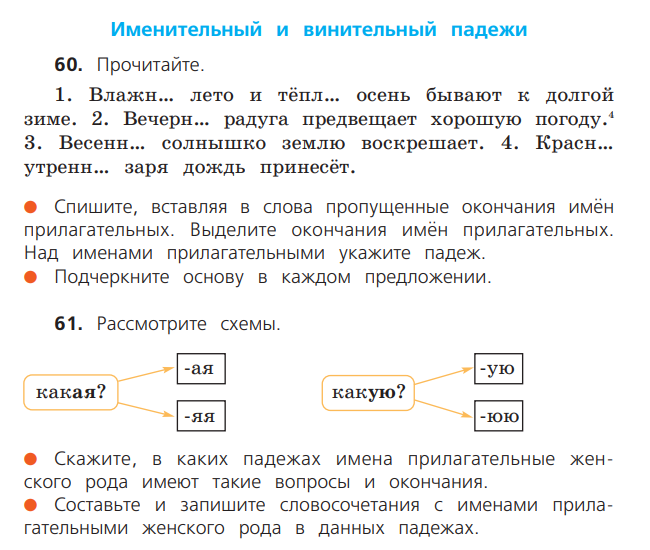 Именительный и винительный падежи
60. Прочитайте.
1. Влажн... лето и тёпл... осень бывают к долгой
зиме. 2. Вечерн... радуга предвещает хорошую погоду.⁴
3. Весенн... солнышко землю воскрешает. 4. Красн...
утренн... заря дождь принесёт.
● Спишите, вставляя в слова пропущенные окончания имён
прилагательных. Выделите окончания имён прилагательных.
Над именами прилагательными укажите падеж.
● Подчеркните основу в каждом предложении.
61. Рассмотрите схемы.
какая?
-ая
-яя
какую?
-ую
-юю
● Скажите, в каких падежах имена прилагательные жен-
ского рода имеют такие вопросы и окончания.
● Составьте и запишите словосочетания с именами прила-
гательными женского рода в данных падежах.